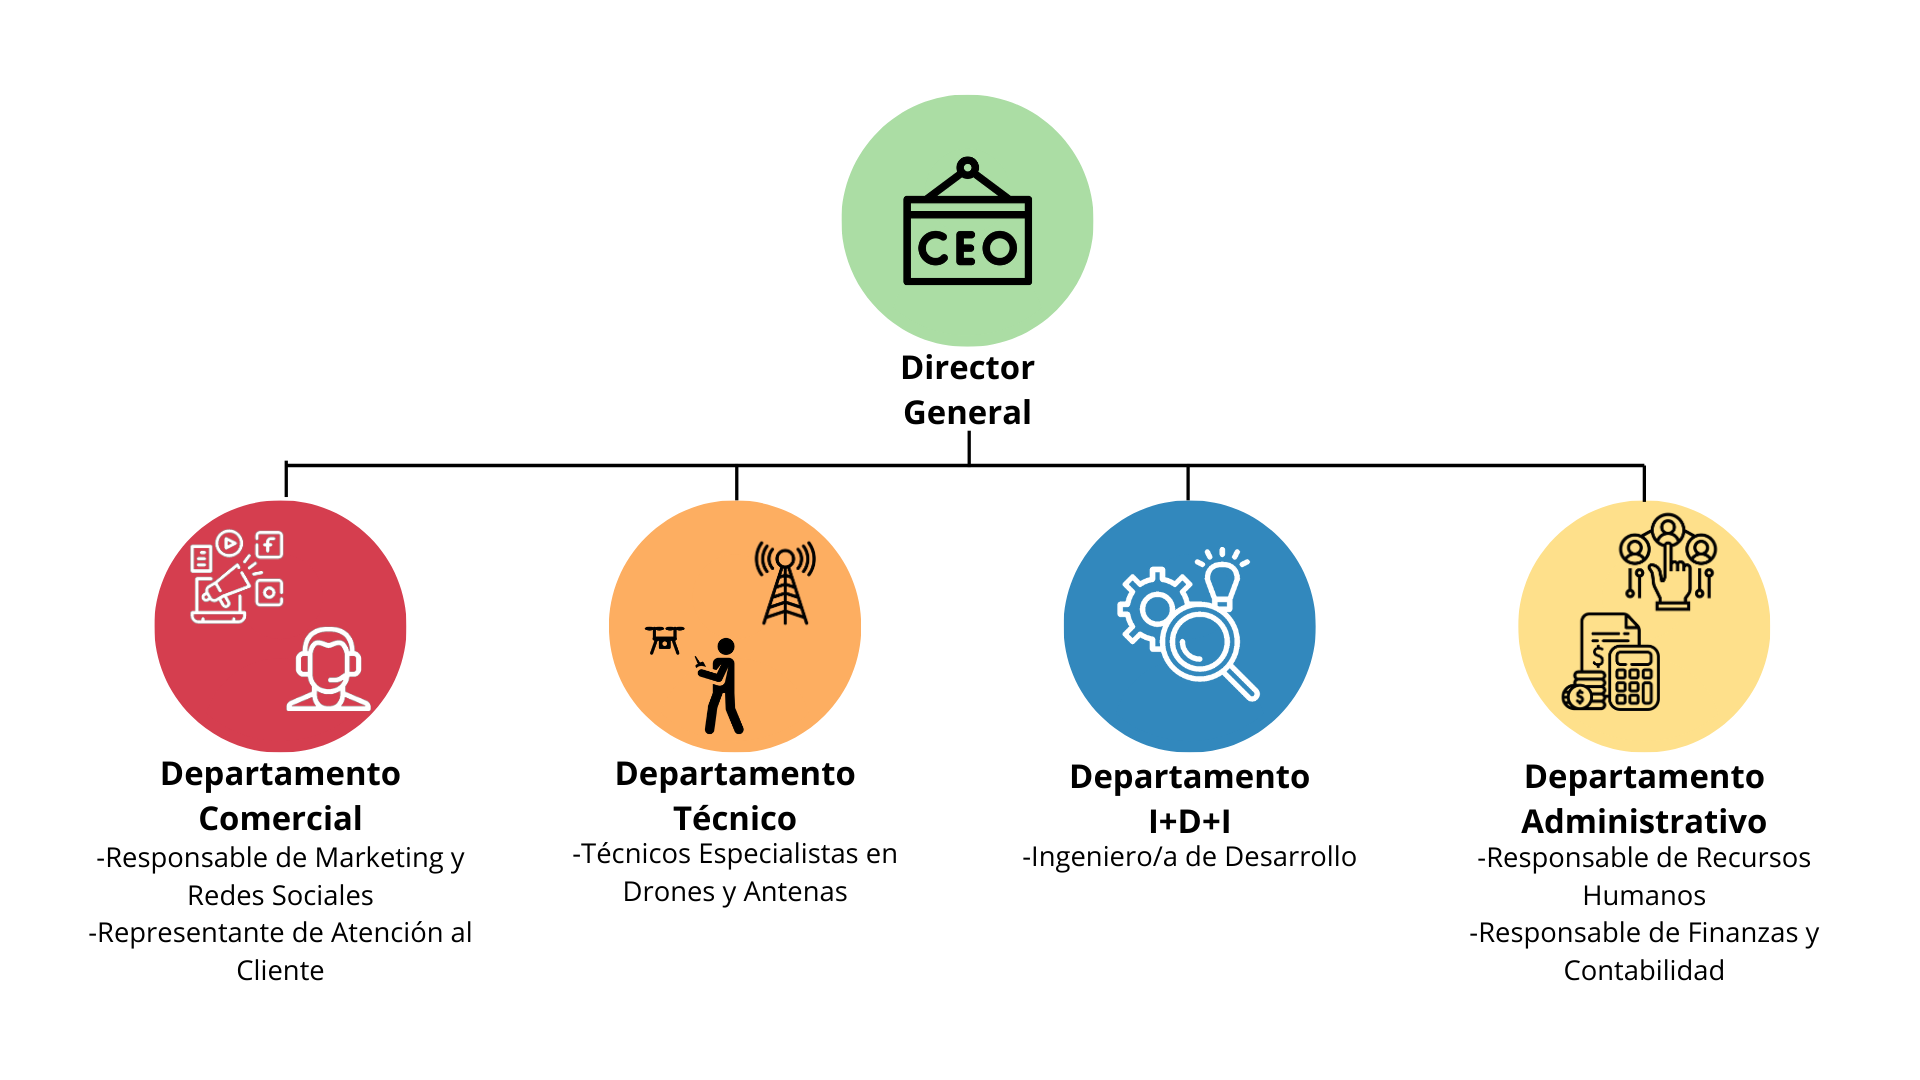 CEO
Director
General
Departamento
Comercial
-Responsable de Marketing y
Redes Sociales
-Representante de Atención al
Cliente
Departamento
Técnico
-Técnicos Especialistas en
Drones y Antenas
Departamento
I+D+I
-Ingeniero/a de Desarrollo
Departamento
Administrativo
-Responsable de Recursos
Humanos
-Responsable de Finanzas y
Contabilidad